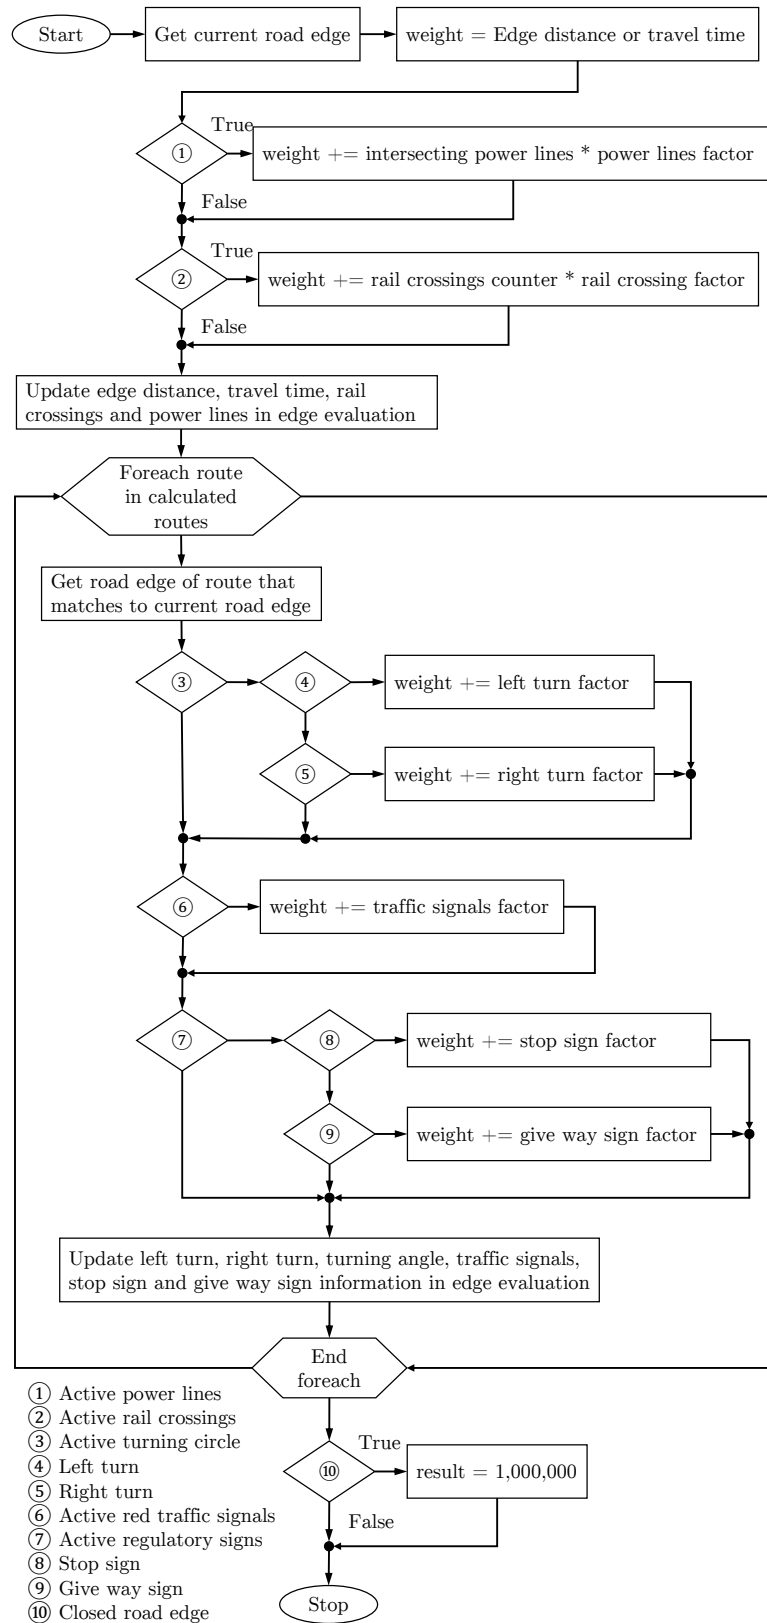 Start
Get current road edge
weight = Edge distance or travel time
True
①
weight += intersecting power lines * power lines factor
False
True
②
weight += rail crossings counter * rail crossing factor
False
Update edge distance, travel time, rail
crossings and power lines in edge evaluation
Foreach route
in calculated
routes
Get road edge of route that
matches to current road edge
③
④
weight += left turn factor
⑤
weight += right turn factor
⑥
weight += traffic signals factor
⑦
⑧
weight += stop sign factor
⑨
weight += give way sign factor
Update left turn, right turn, turning angle, traffic signals,
stop sign and give way sign information in edge evaluation
End
foreach
① Active power lines
② Active rail crossings
③ Active turning circle
④ Left turn
⑤ Right turn
⑥ Active red traffic signals
⑦ Active regulatory signs
⑧ Stop sign
⑨ Give way sign
⑩ Closed road edge
True
⑩
result = 1,000,000
False
Stop